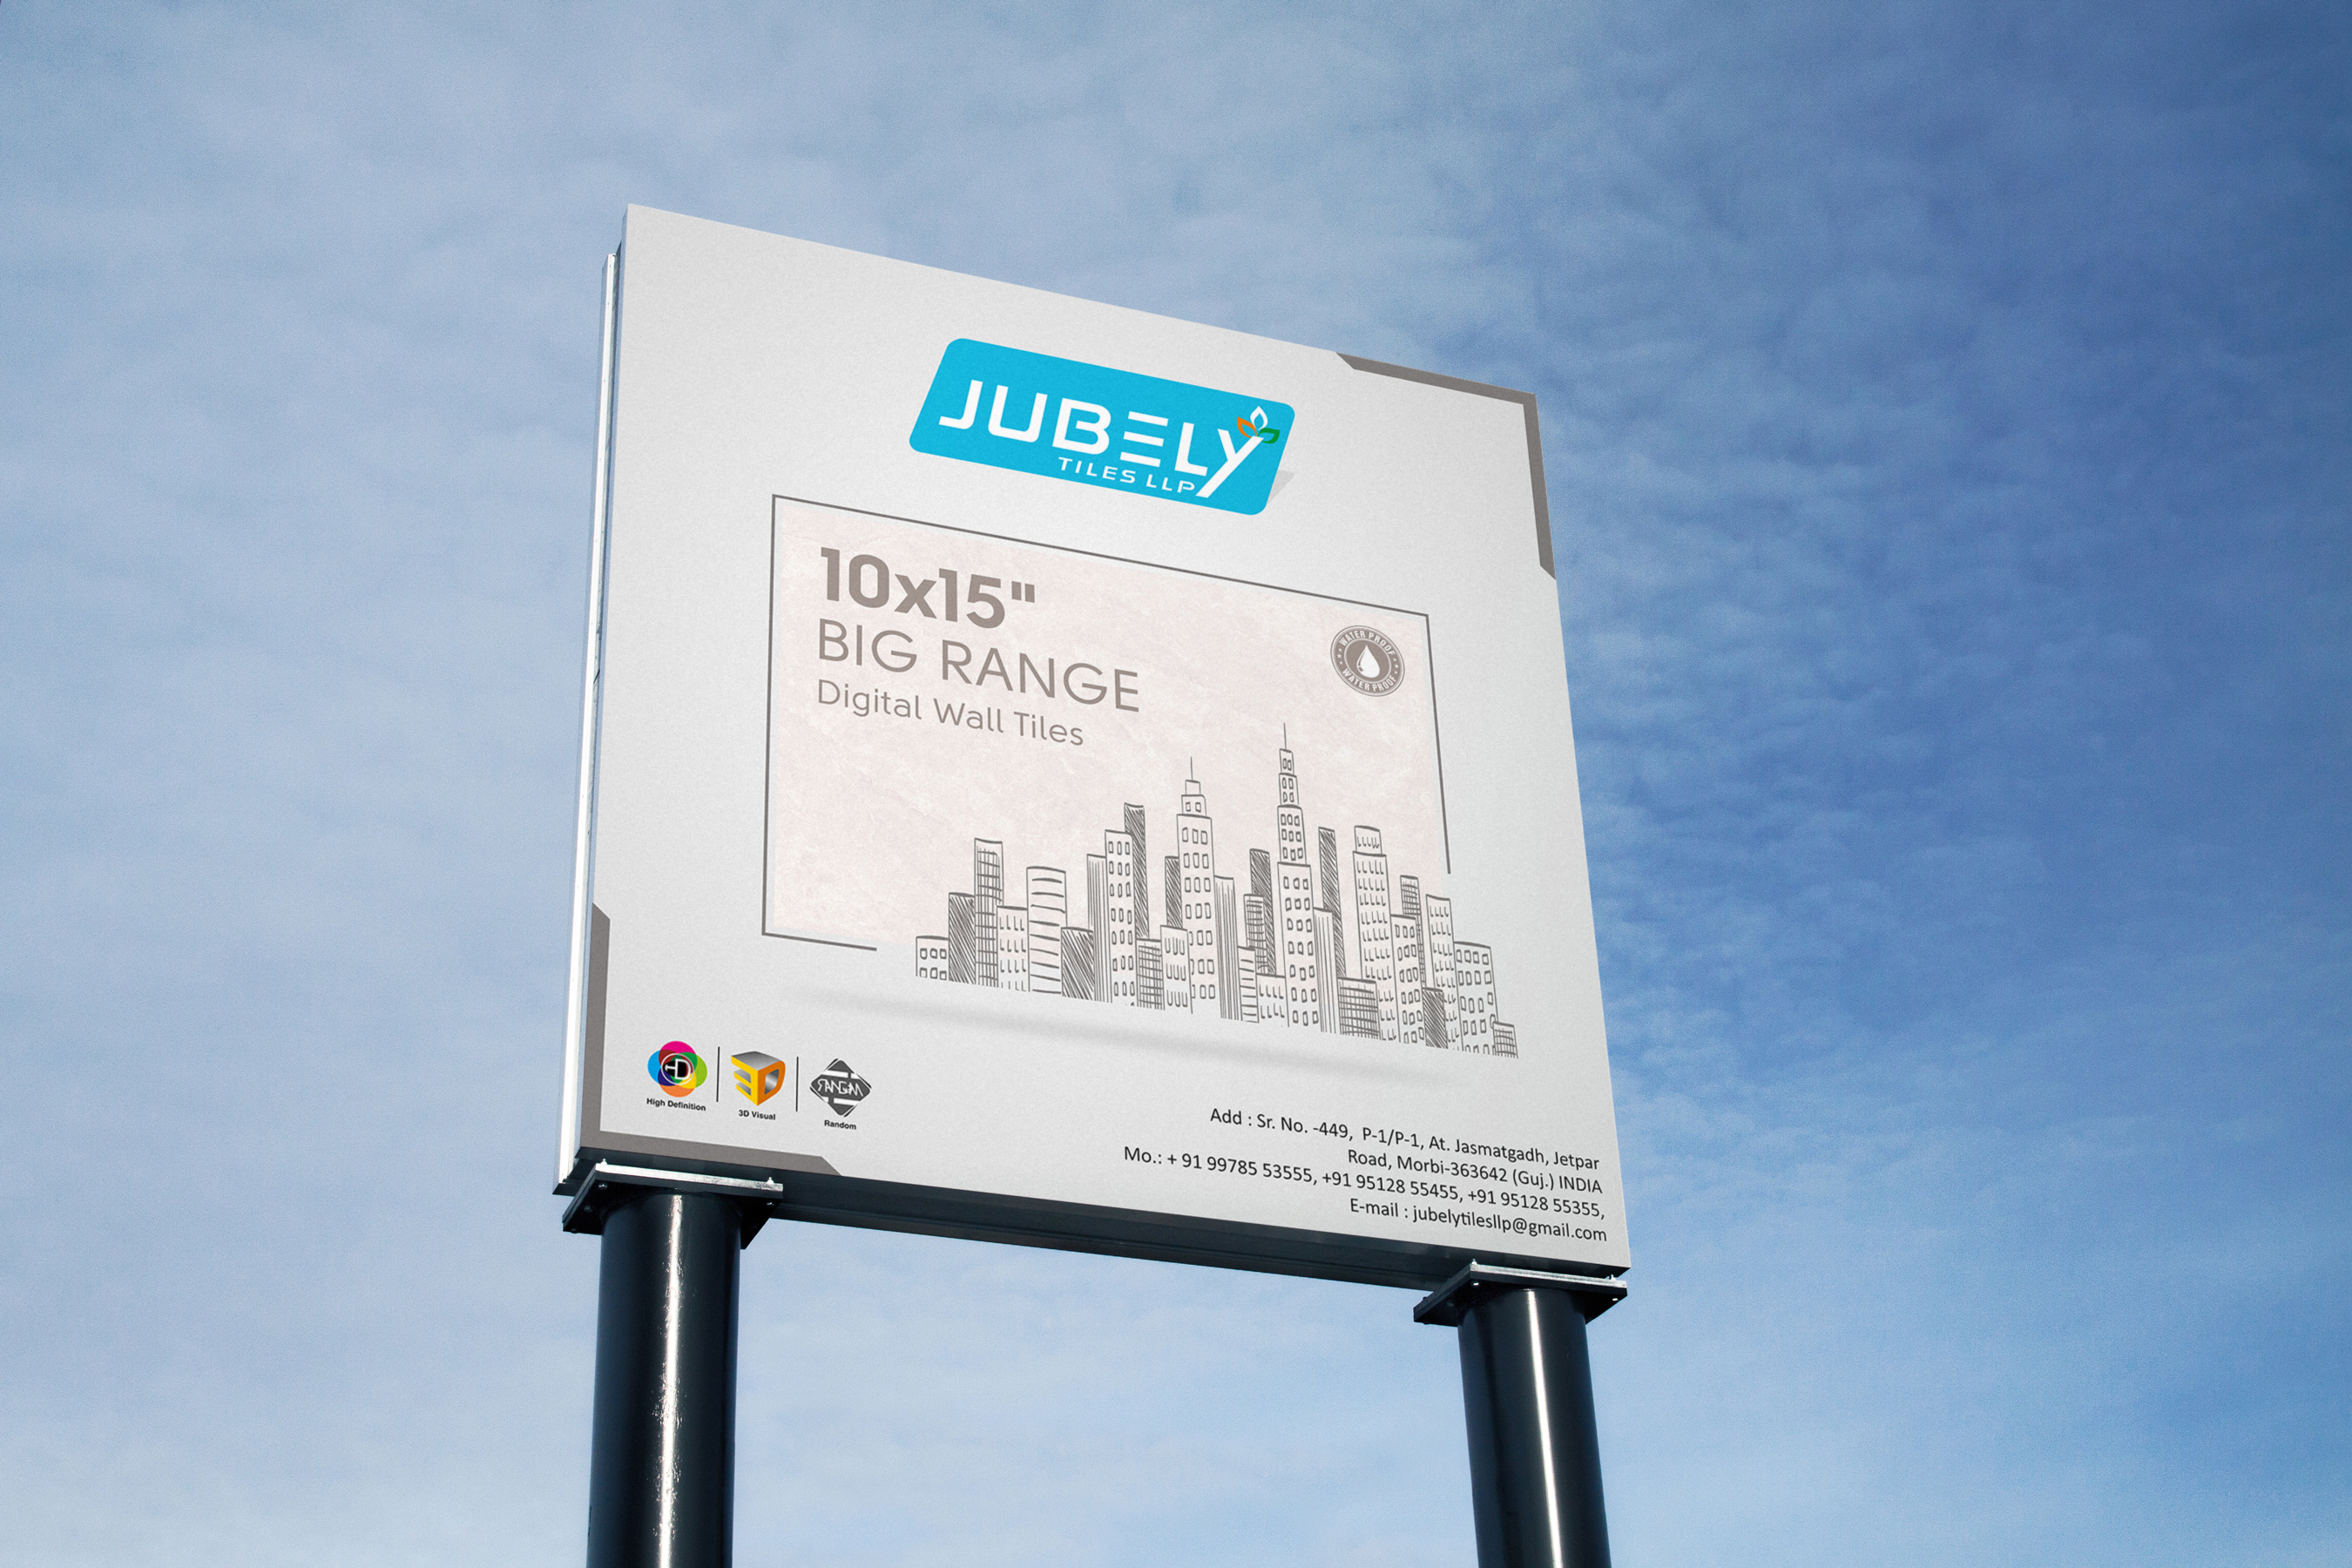 JUBELY
TILES LLP
10x15"
BIG RANGE
Digital Wall Tiles
WATER PROOF
WATER PROOF
HD
High Definition
3D
3D Visual
RANDOM
Random
Add : Sr. No. -449, P-1/P-1, At. Jasmatgadh, Jetpar
Road, Morbi-363642 (Guj.) INDIA
Mo.: + 91 99785 53555, +91 95128 55455, +91 95128 55355,
E-mail : jubelytilesllp@gmail.com